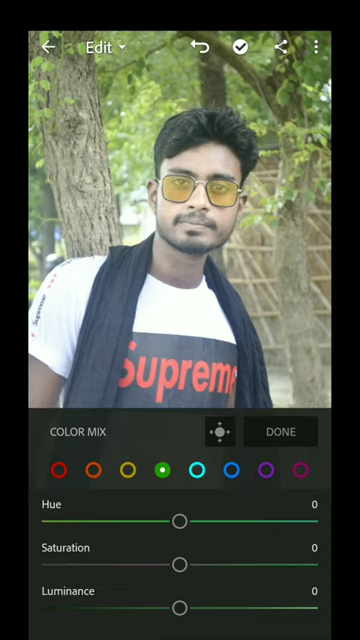 Edit
Supreme
Supreme
COLOR MIX
DONE
Hue 0
Saturation 0
Luminance 0